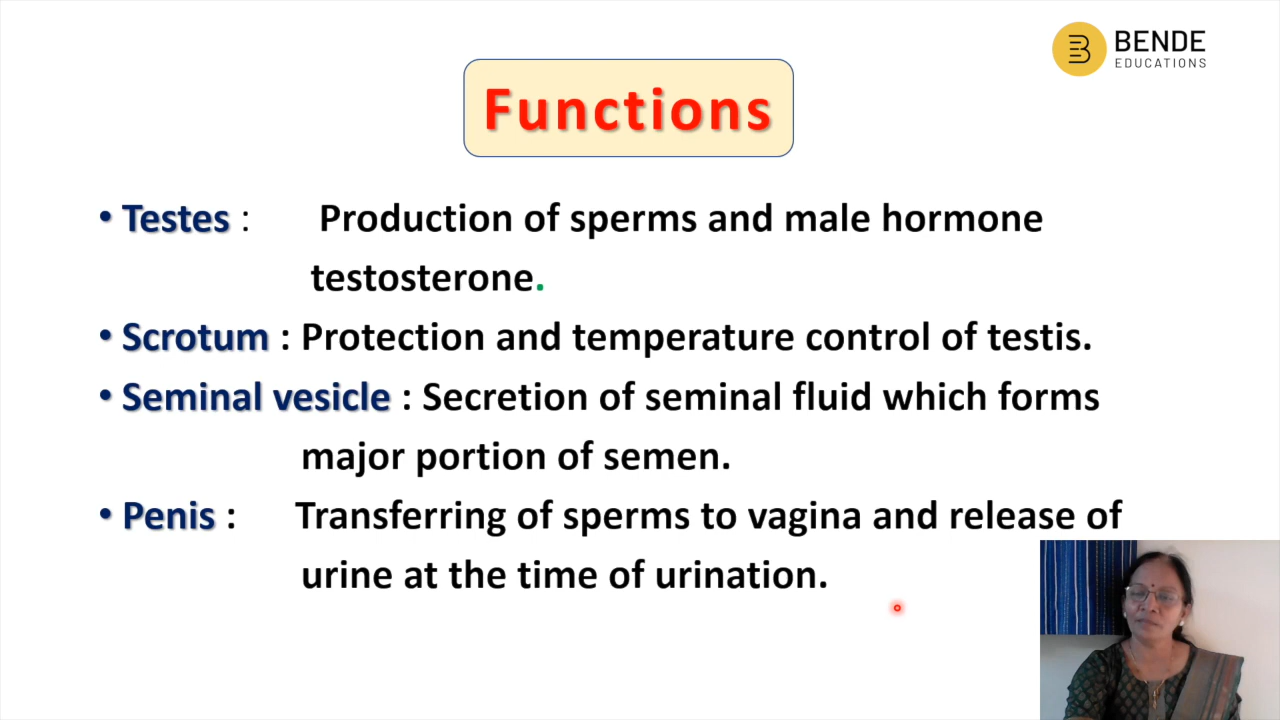 BENDE
EDUCATIONS
Functions
• Testes : Production of sperms and male hormone
testosterone.
• Scrotum : Protection and temperature control of testis.
• Seminal vesicle : Secretion of seminal fluid which forms
major portion of semen.
• Penis : Transferring of sperms to vagina and release of
urine at the time of urination.